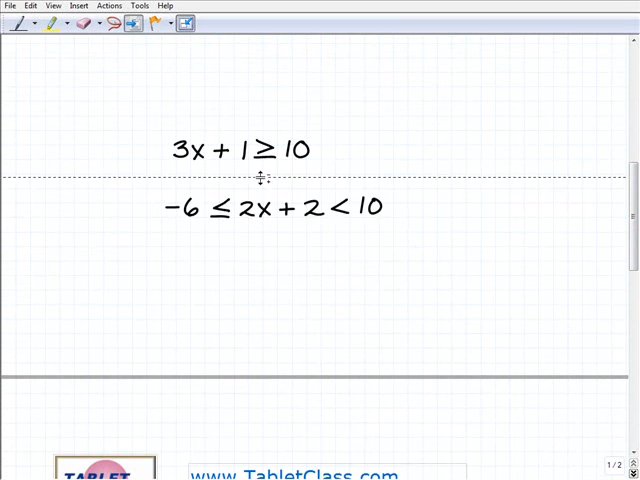 File Edit View Insert Actions Tools Help
3x + 1 ≥ 10
-6 ≤ 2x + 2 < 10
1 / 2
TABLET
www.TabletClass.com